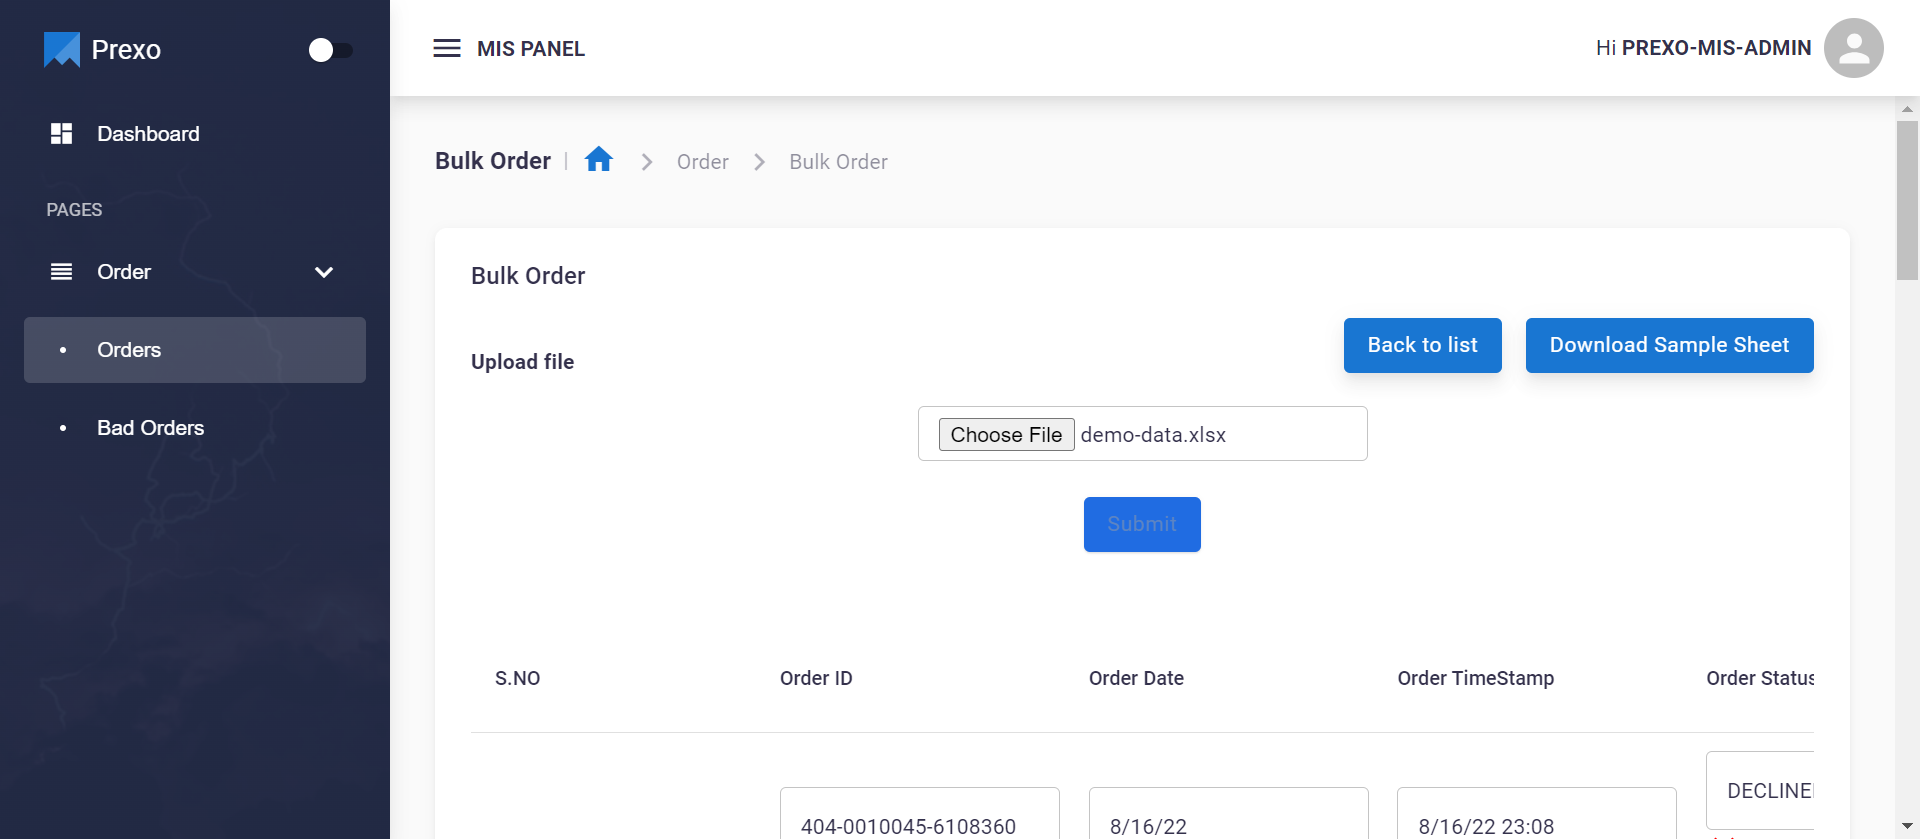 Prexo
MIS PANEL
Hi PREXO-MIS-ADMIN
Dashboard
PAGES
Order
Orders
Bad Orders
Bulk Order
Order
Bulk Order
Bulk Order
Upload file
Back to list
Download Sample Sheet
Choose File demo-data.xlsx
Submit
S.NO Order ID Order Date Order TimeStamp Order Status
DECLINE
404-0010045-6108360 8/16/22 8/16/22 23:08